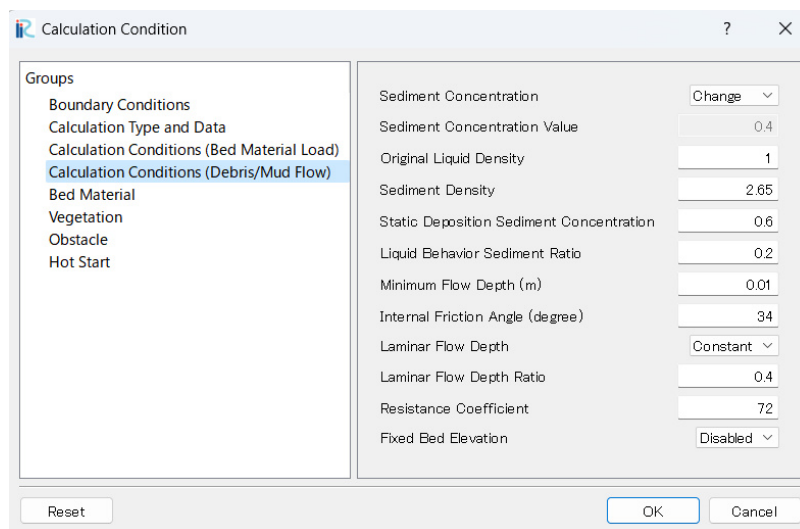 Calculation Condition
Groups
Boundary Conditions
Calculation Type and Data
Calculation Conditions (Bed Material Load)
Calculation Conditions (Debris/Mud Flow)
Bed Material
Vegetation
Obstacle
Hot Start
Sediment Concentration Change
Sediment Concentration Value 0.4
Original Liquid Density 1
Sediment Density 2.65
Static Deposition Sediment Concentration 0.6
Liquid Behavior Sediment Ratio 0.2
Minimum Flow Depth (m) 0.01
Internal Friction Angle (degree) 34
Laminar Flow Depth Constant
Laminar Flow Depth Ratio 0.4
Resistance Coefficient 72
Fixed Bed Elevation Disabled
Reset OK Cancel